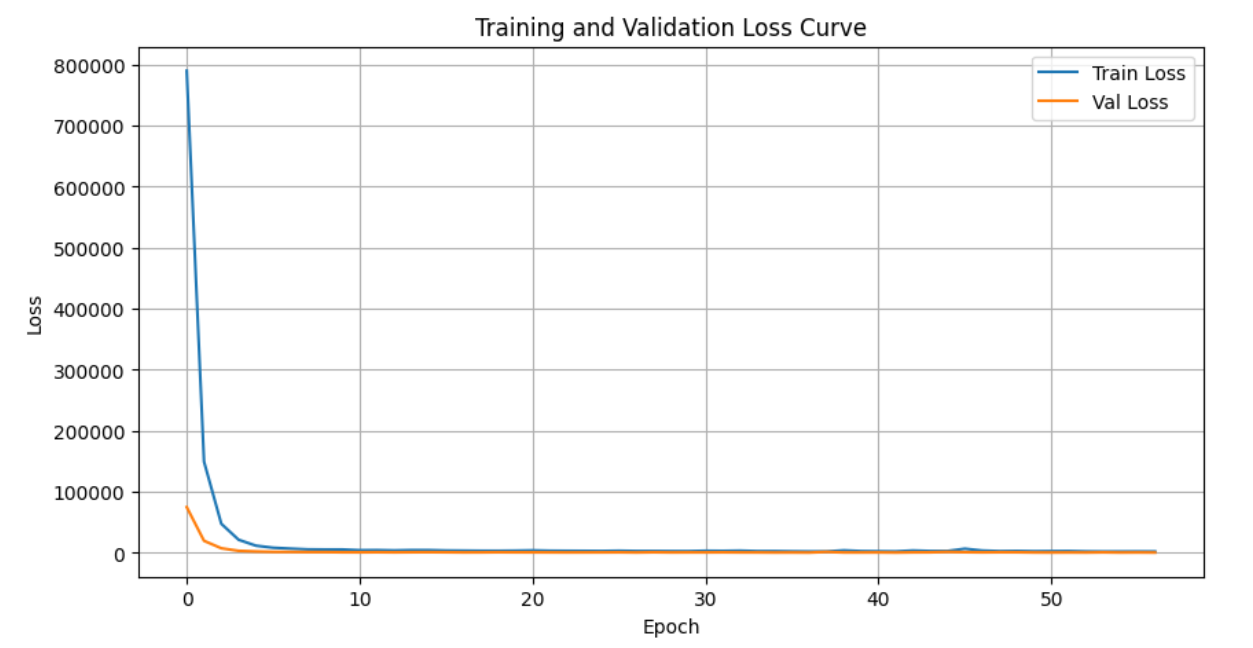 Training and Validation Loss Curve
Train Loss
Val Loss
800000
700000
600000
500000
400000
300000
200000
100000
0
Loss
0 10 20 30 40 50
Epoch